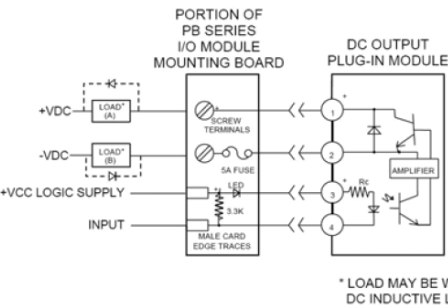 PORTION OF
PB SERIES
I/O MODULE
MOUNTING BOARD
DC OUTPUT
PLUG-IN MODULE
+VDC
LOAD*
(A)
+
SCREW
TERMINALS
1
*
-VDC
LOAD*
(B)
5A FUSE
2
AMPLIFIER
+VCC LOGIC SUPPLY
+
LED
3.3K
3
*
Rc
INPUT
4
MALE CARD
EDGE TRACES
* LOAD MAY BE
DC INDUCTIVE